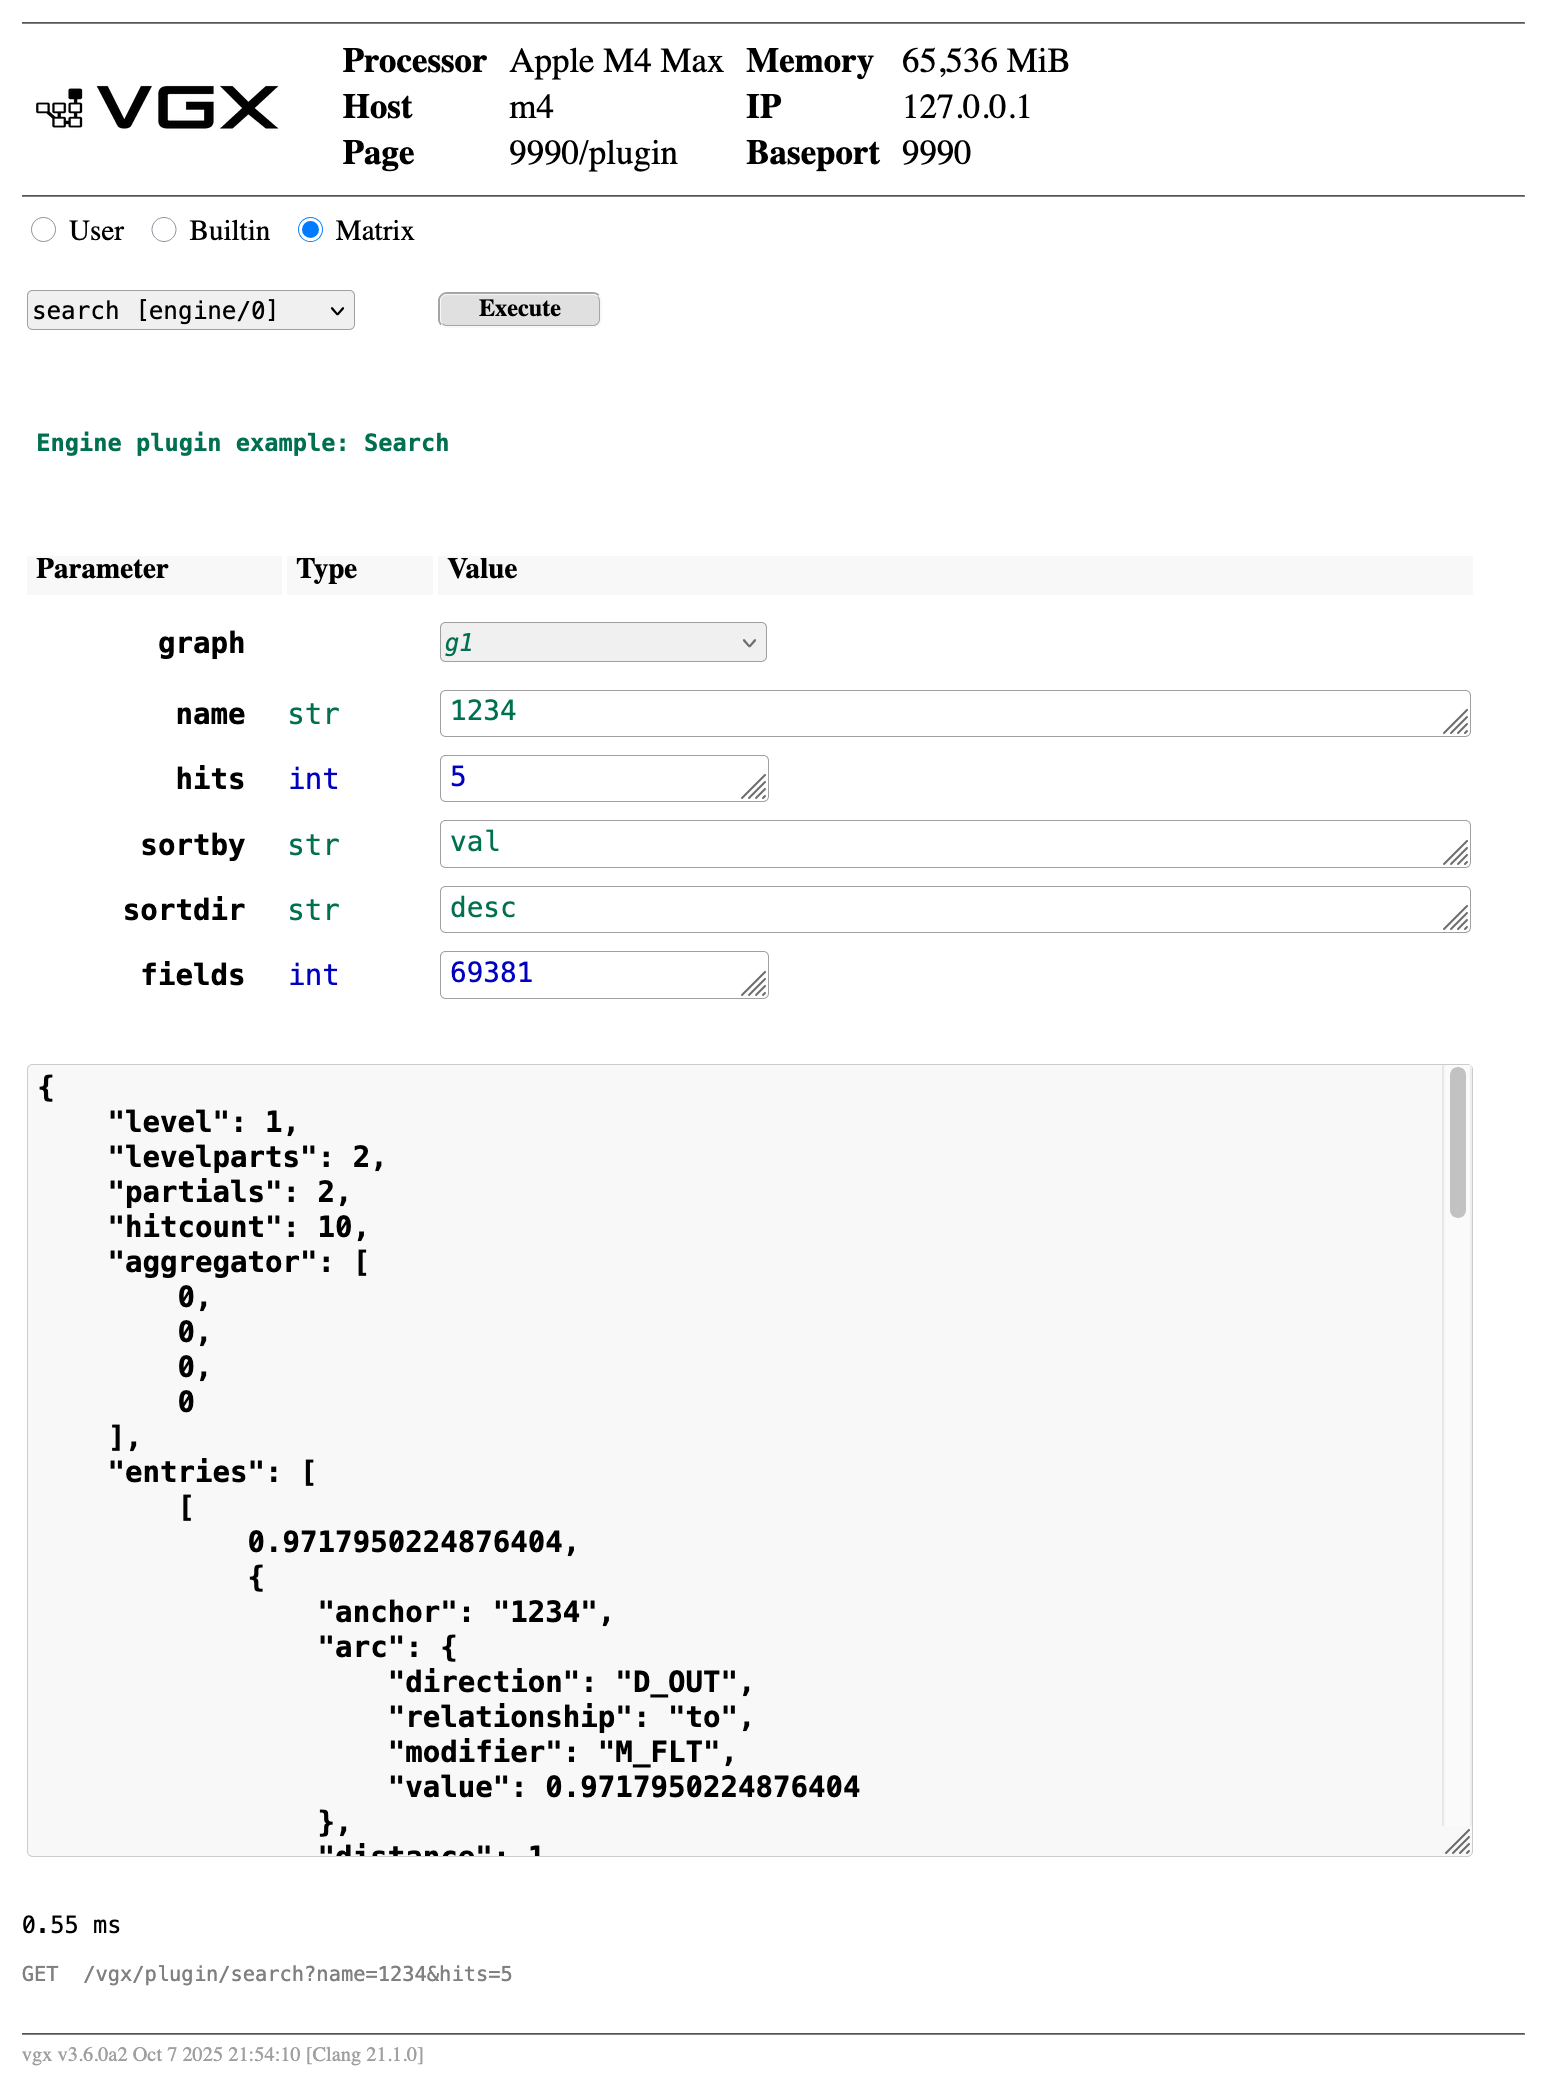 VGX
Processor Apple M4 Max Memory 65,536 MiB
Host m4 IP 127.0.0.1
Page 9990/plugin Baseport 9990
User Builtin Matrix
search [engine/0] Execute
Engine plugin example: Search
Parameter Type Value
graph g1
name str 1234
hits int 5
sortby str val
sortdir str desc
fields int 69381
{
"level": 1,
"levelparts": 2,
"partials": 2,
"hitcount": 10,
"aggregator": [
0,
0,
0,
0
],
"entries": [
[
0.9717950224876404,
{
"anchor": "1234",
"arc": {
"direction": "D_OUT",
"relationship": "to",
"modifier": "M_FLT",
"value": 0.9717950224876404
},
"distance": 1
0.55 ms
GET /vgx/plugin/search?name=1234&hits=5
vgx v3.6.0a2 Oct 7 2025 21:54:10 [Clang 21.1.0]